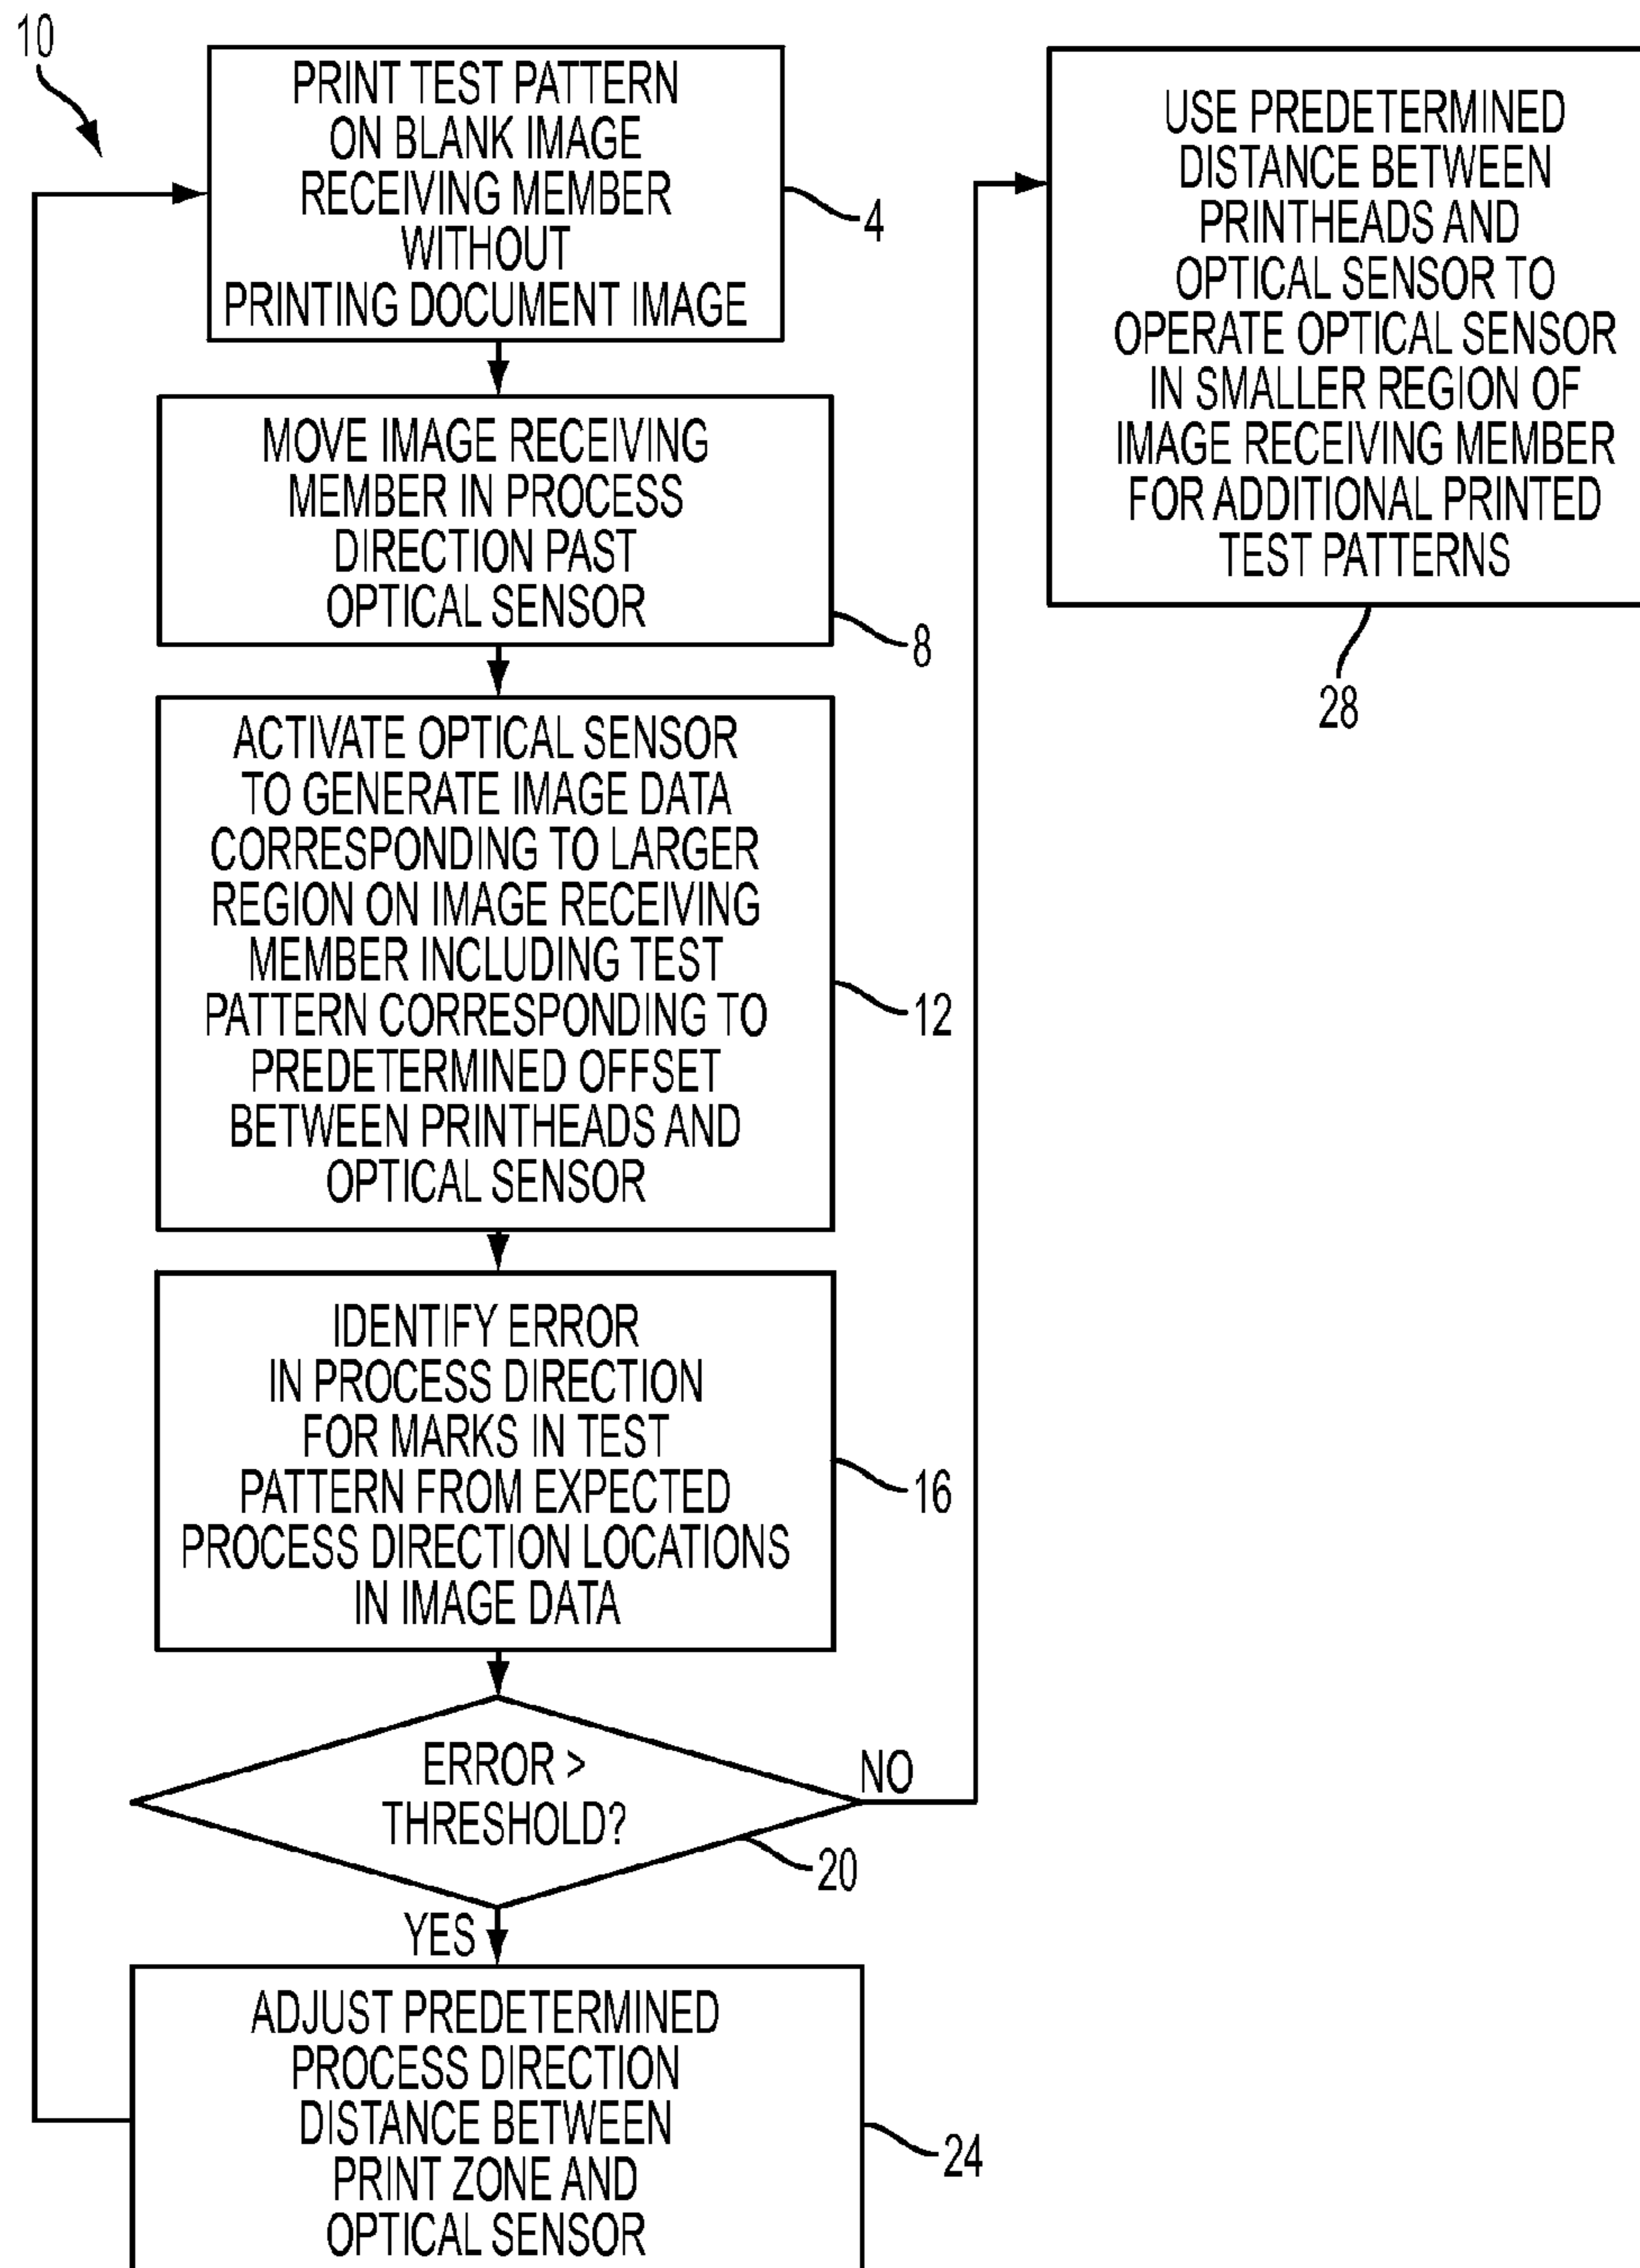 10
PRINT TEST PATTERN
ON BLANK IMAGE
RECEIVING MEMBER
WITHOUT
PRINTING DOCUMENT IMAGE
4
MOVE IMAGE RECEIVING
MEMBER IN PROCESS
DIRECTION PAST
OPTICAL SENSOR
8
ACTIVATE OPTICAL SENSOR
TO GENERATE IMAGE DATA
CORRESPONDING TO LARGER
REGION ON IMAGE RECEIVING
MEMBER INCLUDING TEST
PATTERN CORRESPONDING TO
PREDETERMINED OFFSET
BETWEEN PRINTHEADS AND
OPTICAL SENSOR
12
IDENTIFY ERROR
IN PROCESS DIRECTION
FOR MARKS IN TEST
PATTERN FROM EXPECTED
PROCESS DIRECTION LOCATIONS
IN IMAGE DATA
16
ERROR >
THRESHOLD?
20
NO
YES
ADJUST PREDETERMINED
PROCESS DIRECTION
DISTANCE BETWEEN
PRINT ZONE AND
OPTICAL SENSOR
24
USE PREDETERMINED
DISTANCE BETWEEN
PRINTHEADS AND
OPTICAL SENSOR TO
OPERATE OPTICAL SENSOR
IN SMALLER REGION OF
IMAGE RECEIVING MEMBER
FOR ADDITIONAL PRINTED
TEST PATTERNS
28